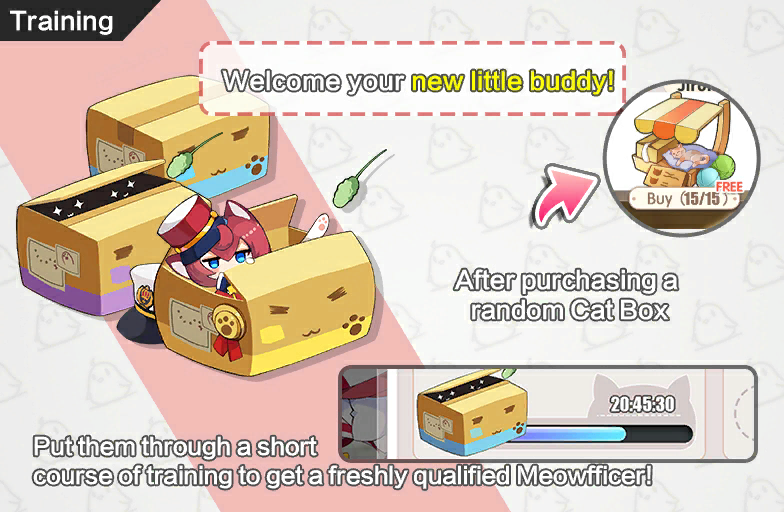 Training
Welcome your new little buddy!
FREE
Buy (15/15)
After purchasing a
random Cat Box
20:45:30
Put them through a short
course of training to get a freshly qualified Meowfficer!